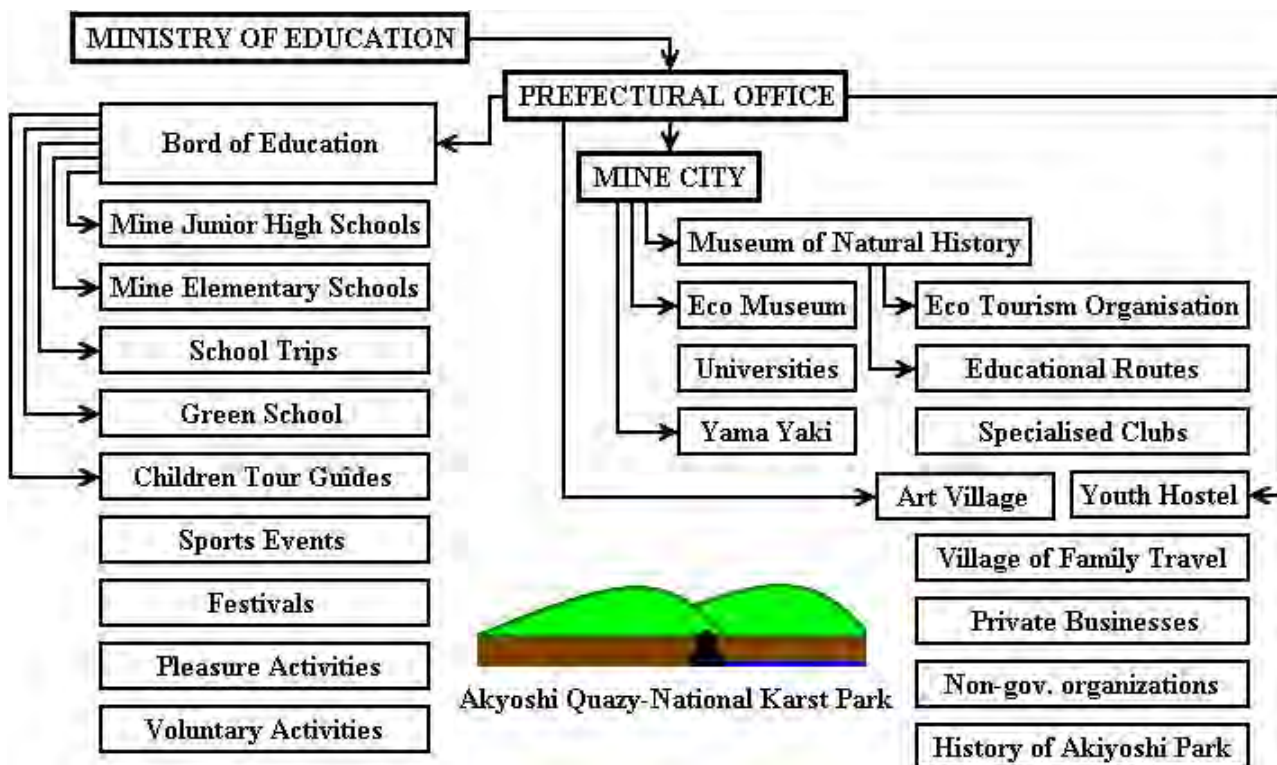 MINISTRY OF EDUCATION
PREFECTURAL OFFICE
Bord of Education
MINE CITY
Mine Junior High Schools
Museum of Natural History
Mine Elementary Schools
Eco Museum
Eco Tourism Organisation
School Trips
Universities
Educational Routes
Green School
Yama Yaki
Specialised Clubs
Children Tour Guides
Art Village
Youth Hostel
Sports Events
Village of Family Travel
Festivals
Private Businesses
Pleasure Activities
Akyoshi Quazy-National Karst Park
Non-gov. organizations
Voluntary Activities
History of Akiyoshi Park